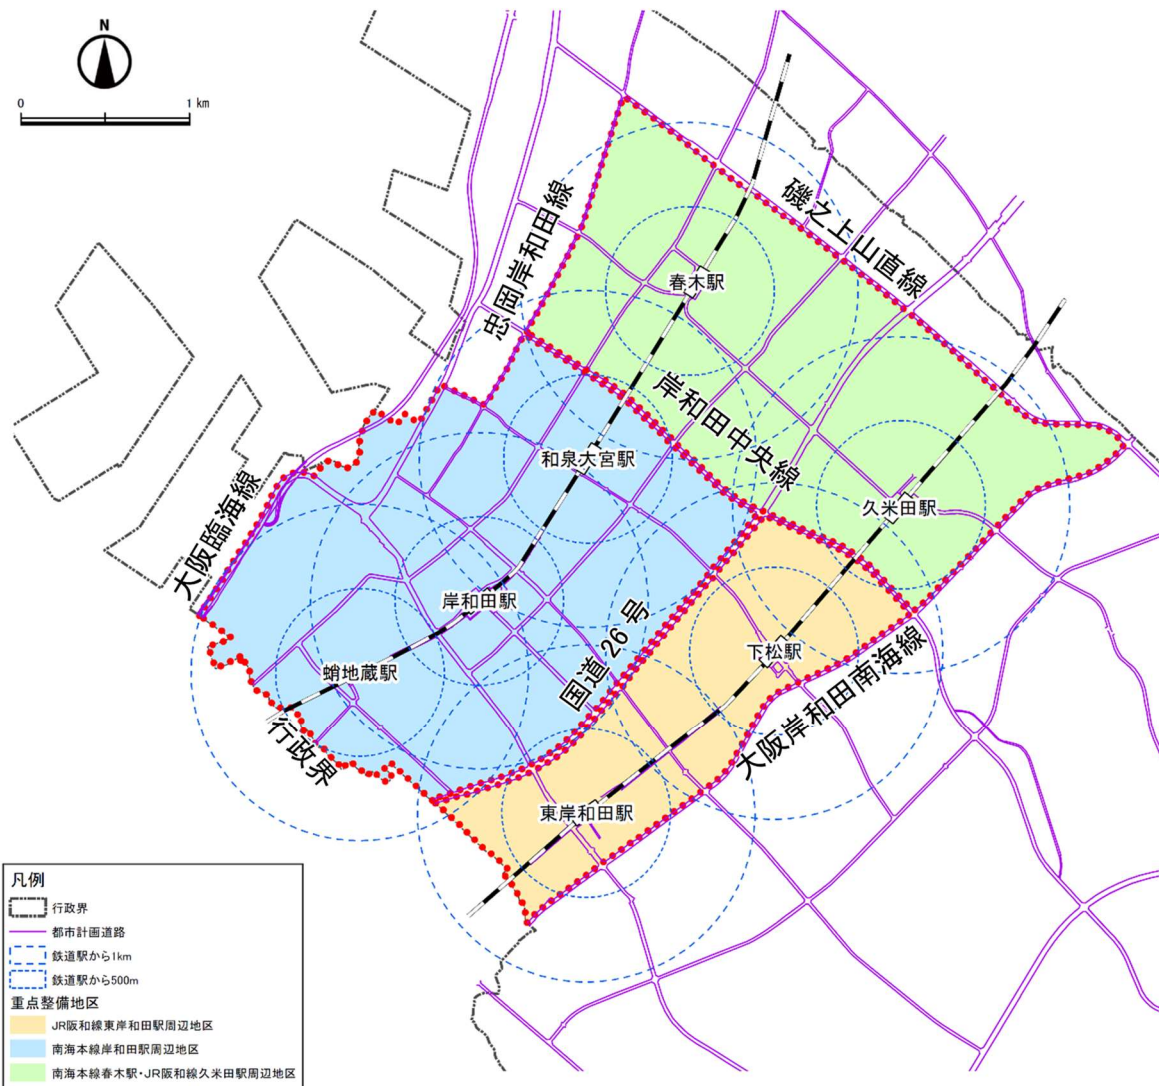 N
0 1 km
磯之上山直線
忠岡岸和田線
春木駅
岸和田中央線
和泉大宮駅
久米田駅
大阪臨海線
岸和田駅
国道26号
下松駅
蛸地蔵駅
大阪岸和田南海線
行政界
東岸和田駅
凡例
行政界
都市計画道路
鉄道駅から1km
鉄道駅から500m
重点整備地区
JR阪和線東岸和田駅周辺地区
南海本線岸和田駅周辺地区
南海本線春木駅・JR阪和線久米田駅周辺地区